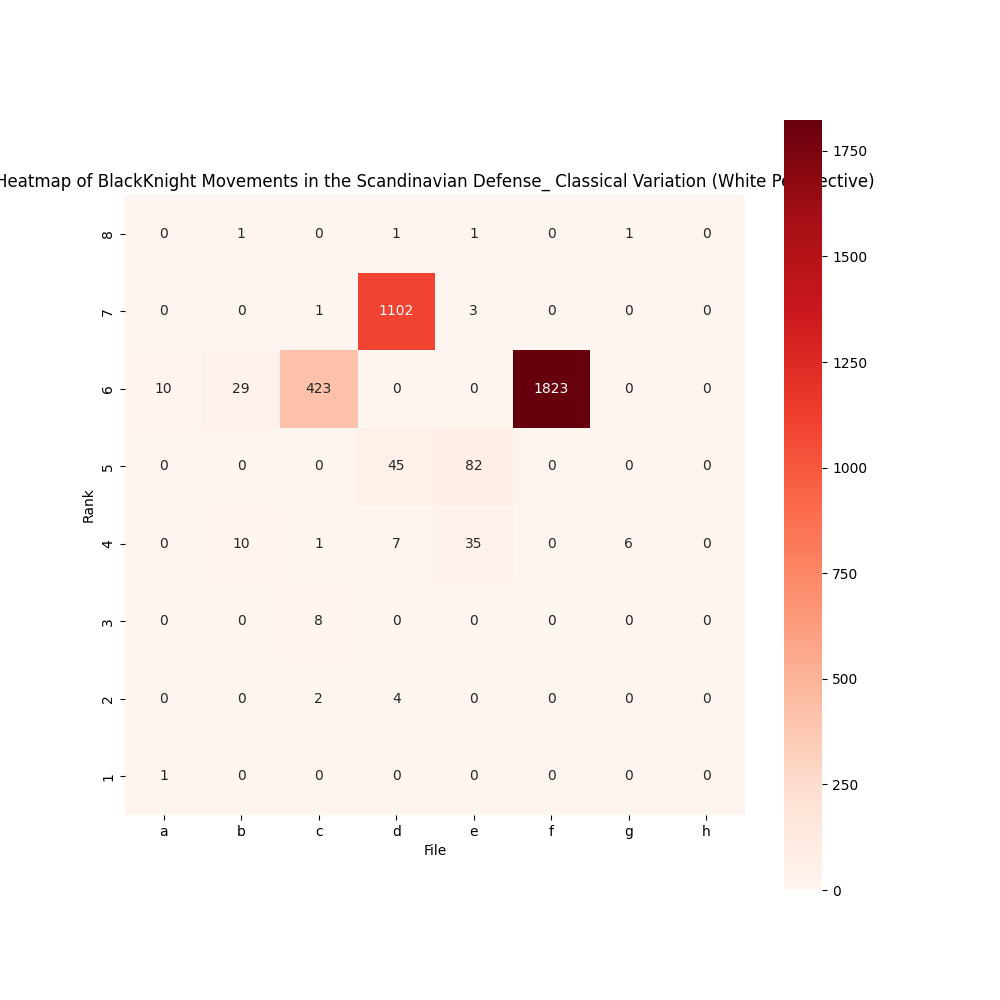 Heatmap of BlackKnight Movements in the Scandinavian Defense_ Classical Variation (White P ective)
8 0 1 0 1 1 0 1 0
7 0 0 1 1102 3 0 0 0
6 10 29 423 0 0 1823 0 0
5 0 0 0 45 82 0 0 0
4 0 10 1 7 35 0 6 0
3 0 0 8 0 0 0 0 0
2 0 0 2 4 0 0 0 0
1 1 0 0 0 0 0 0 0
a b c d e f g h
File
Rank
1750
1500
1250
1000
750
500
250
0